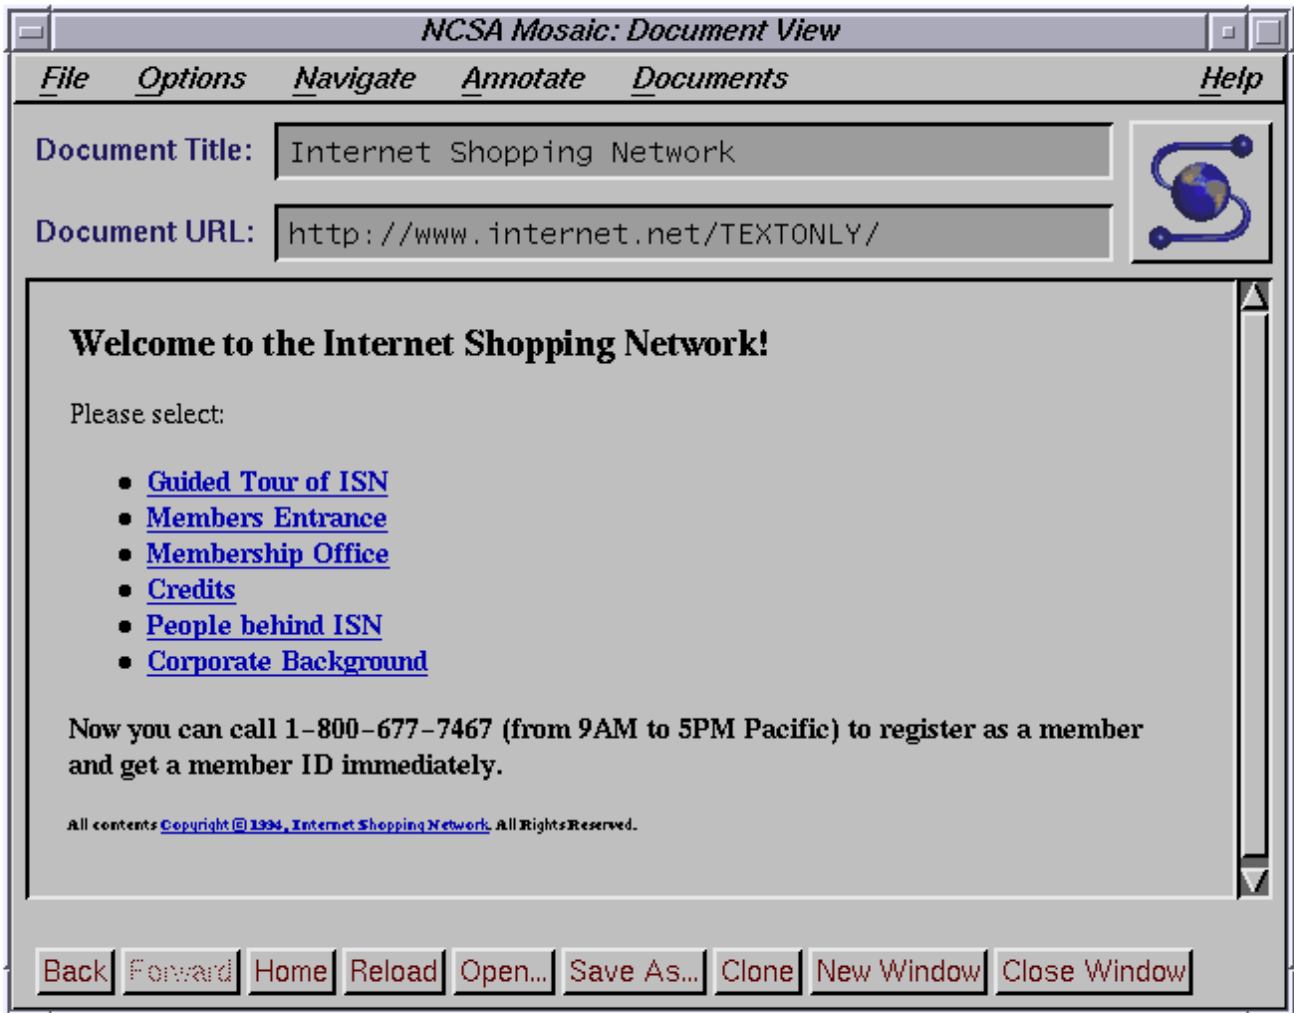 NCSA Mosaic: Document View
File Options Navigate Annotate Documents Help
Document Title: Internet Shopping Network
Document URL: http://www.internet.net/TEXTONLY/
Welcome to the Internet Shopping Network!
Please select:
• Guided Tour of ISN
• Members Entrance
• Membership Office
• Credits
• People behind ISN
• Corporate Background
Now you can call 1-800-677-7467 (from 9AM to 5PM Pacific) to register as a member
and get a member ID immediately.
All contents Copyright © 1994, Internet Shopping Network. All Rights Reserved.
Back Forward Home Reload Open... Save As... Clone New Window Close Window